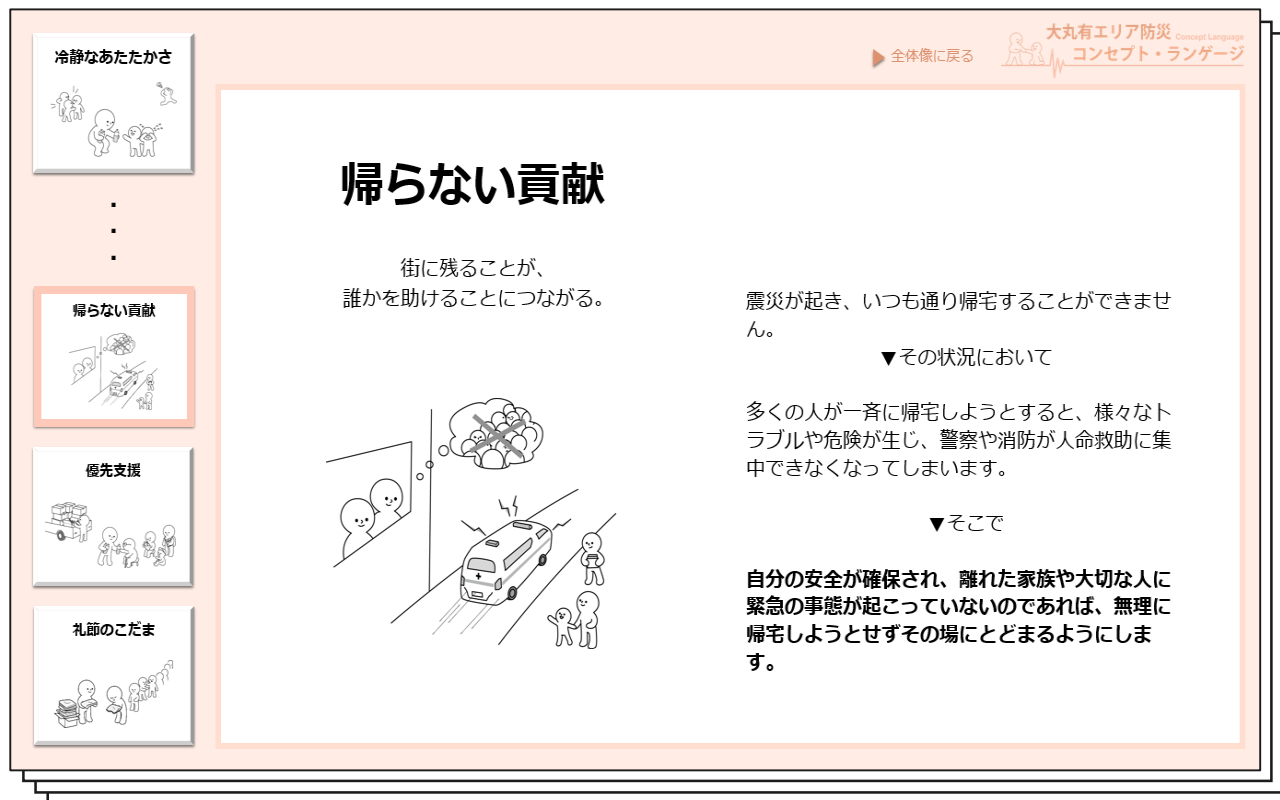 冷静なあたたかさ
帰らない貢献
優先支援
礼節のこだま
全体像に戻る
大丸有エリア防災 Concept Language
コンセプト・ランゲージ
帰らない貢献
街に残ることが、
誰かを助けることにつながる。
震災が起き、いつも通り帰宅することができませ
ん。
▼その状況において
多くの人が一斉に帰宅しようとすると、様々なト
ラブルや危険が生じ、警察や消防が人命救助に集
中できなくなってしまいます。
▼そこで
自分の安全が確保され、離れた家族や大切な人に
緊急の事態が起こっていないのであれば、無理に
帰宅しようとせずその場にとどまるようにしま
す。